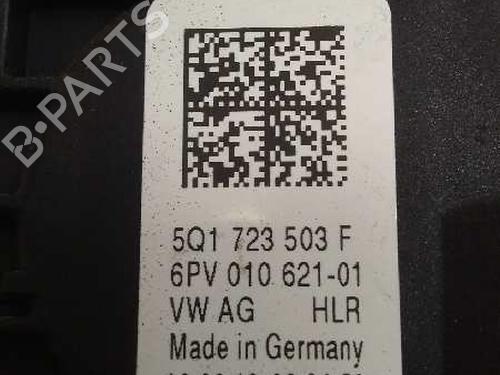 B-PARTS
5Q1 723 503 F
6PV 010 621-01
VW AG HLR
Made in Germany